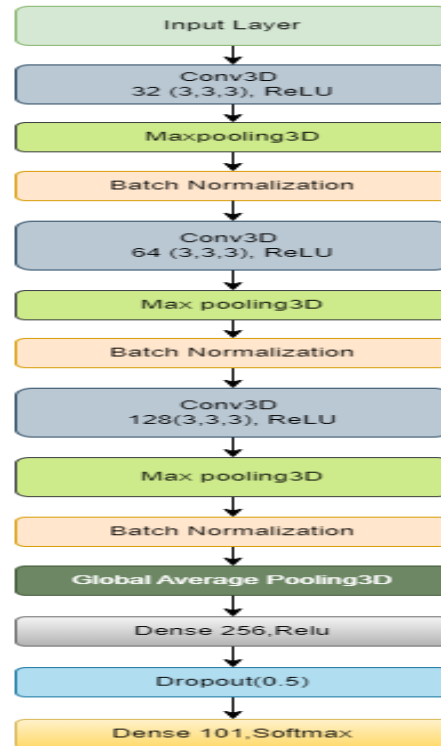 Input Layer
Conv3D
32 (3,3,3), ReLU
Maxpooling3D
Batch Normalization
Conv3D
64 (3,3,3), ReLU
Max pooling3D
Batch Normalization
Conv3D
128(3,3,3), ReLU
Max pooling3D
Batch Normalization
Global Average Pooling3D
Dense 256,Relu
Dropout(0.5)
Dense 101,Softmax